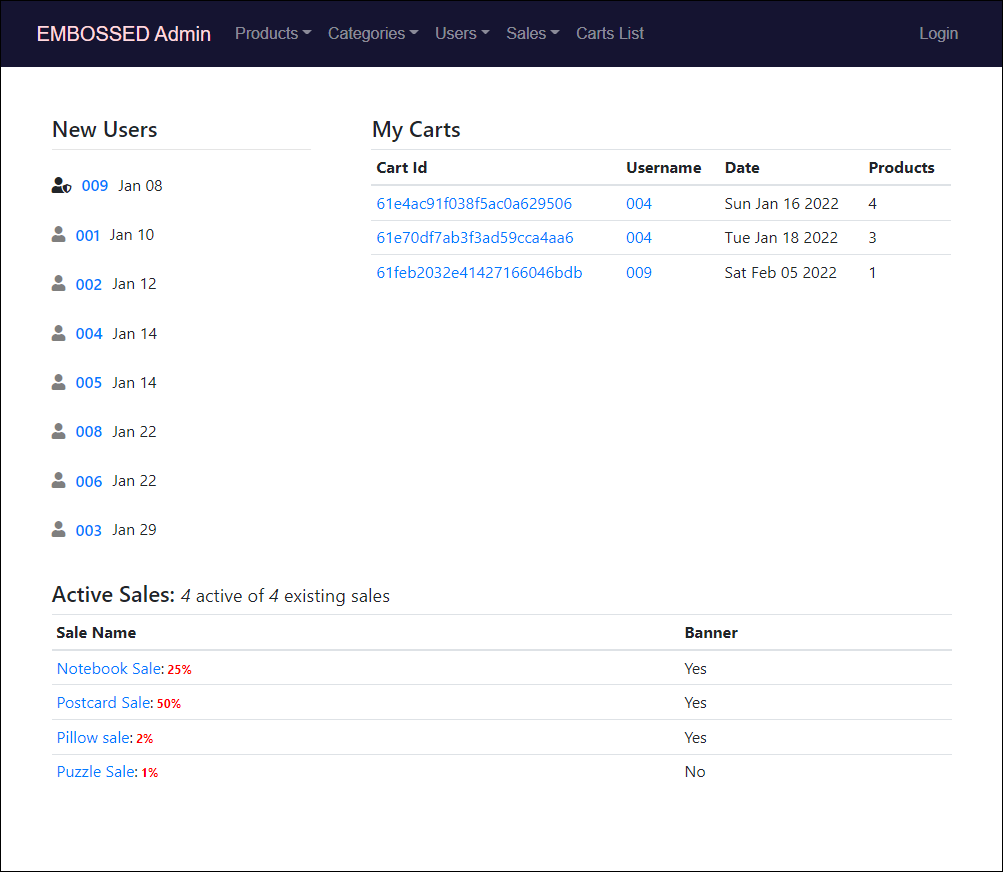 EMBOSSED Admin Products Categories Users Sales Carts List Login
New Users
009 Jan 08
001 Jan 10
002 Jan 12
004 Jan 14
005 Jan 14
008 Jan 22
006 Jan 22
003 Jan 29
My Carts
Cart Id Username Date Products
61e4ac91f038f5ac0a629506 004 Sun Jan 16 2022 4
61e70df7ab3f3ad59cca4aa6 004 Tue Jan 18 2022 3
61feb2032e41427166046bdb 009 Sat Feb 05 2022 1
Active Sales: 4 active of 4 existing sales
Sale Name Banner
Notebook Sale: 25% Yes
Postcard Sale: 50% Yes
Pillow sale: 2% Yes
Puzzle Sale: 1% No